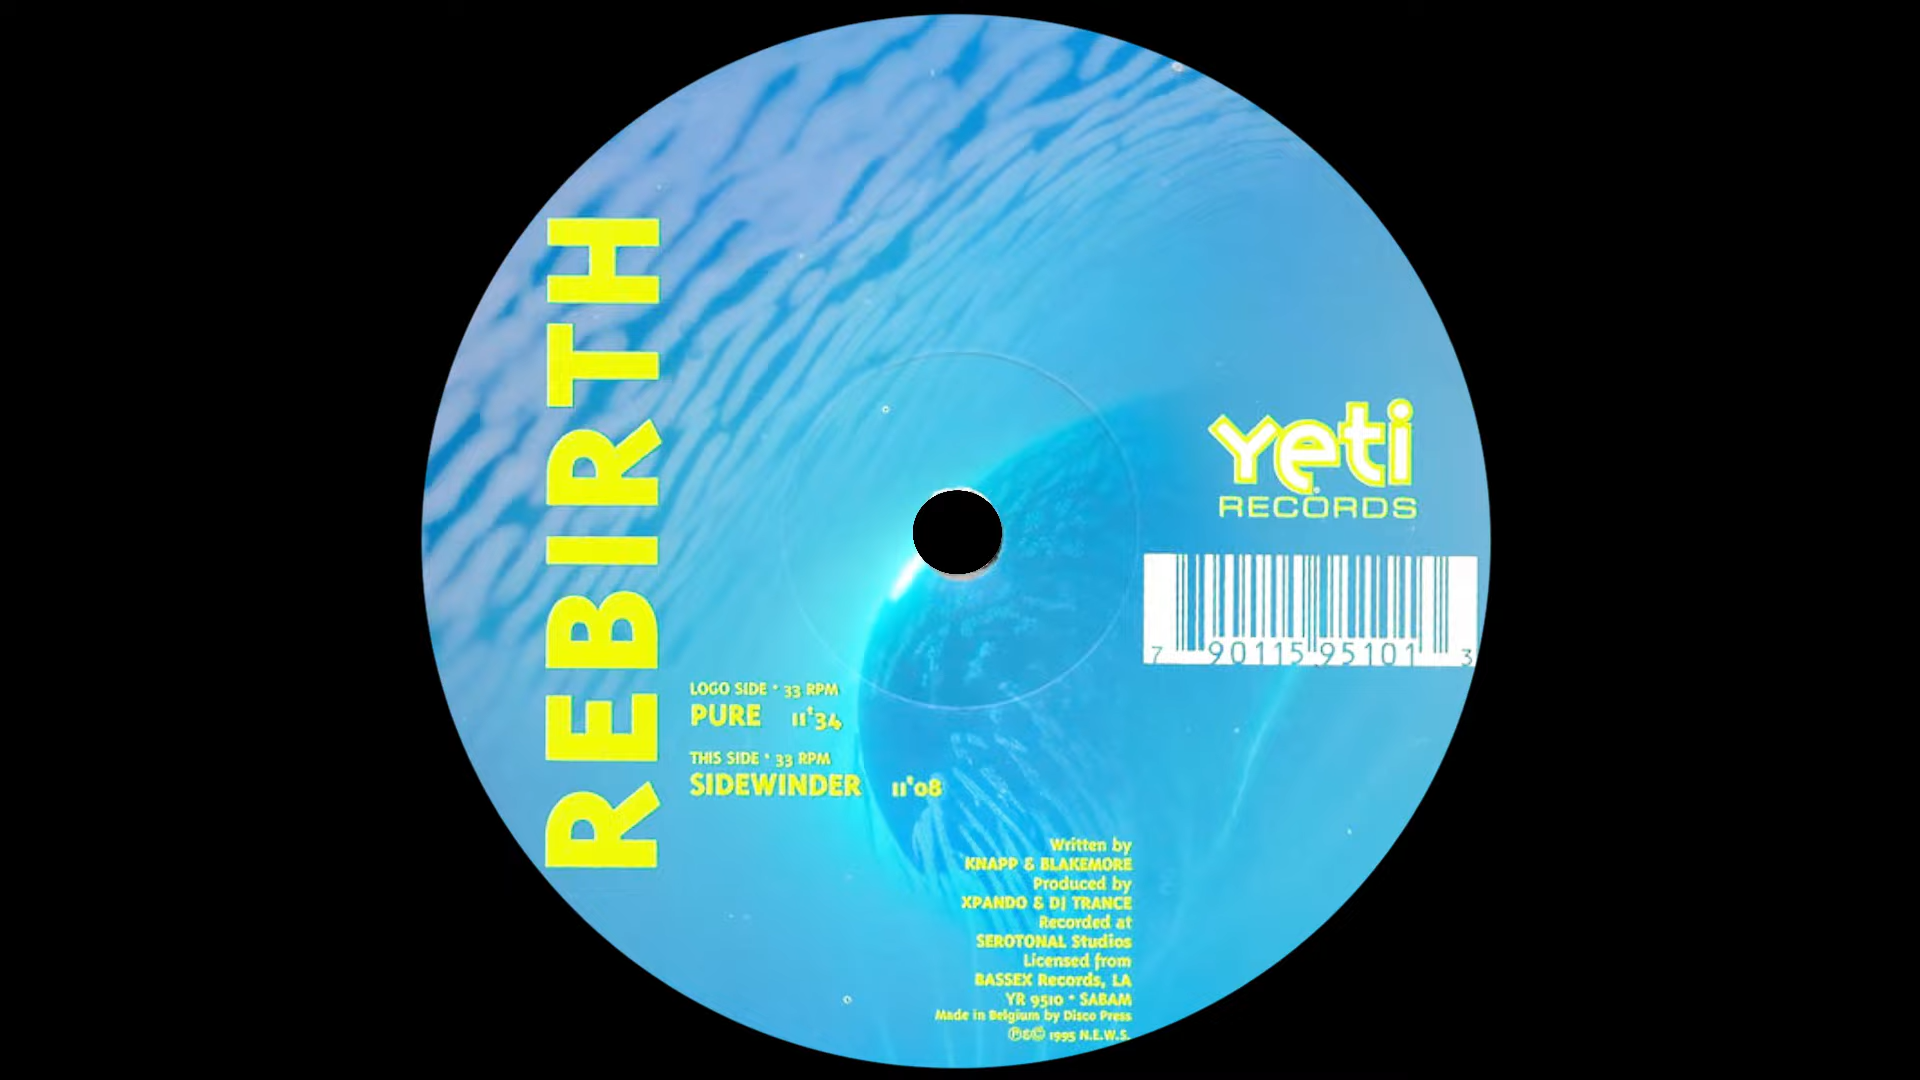 REBIRTH
Yeti
RECORDS
7 90115 95101 3
LOGO SIDE • 33 RPM
PURE 11'34
THIS SIDE • 33 RPM
SIDEWINDER 11'08
Written by
KNAPP & BLAKEMORE
Produced by
XPANDO & DJ TRANCE
Recorded at
SEROTONAL Studios
Licensed from
BASSEX Records, LA
YR 9510 • SABAM
Made in Belgium by Disco Press
℗&© 1995 N.E.W.S.